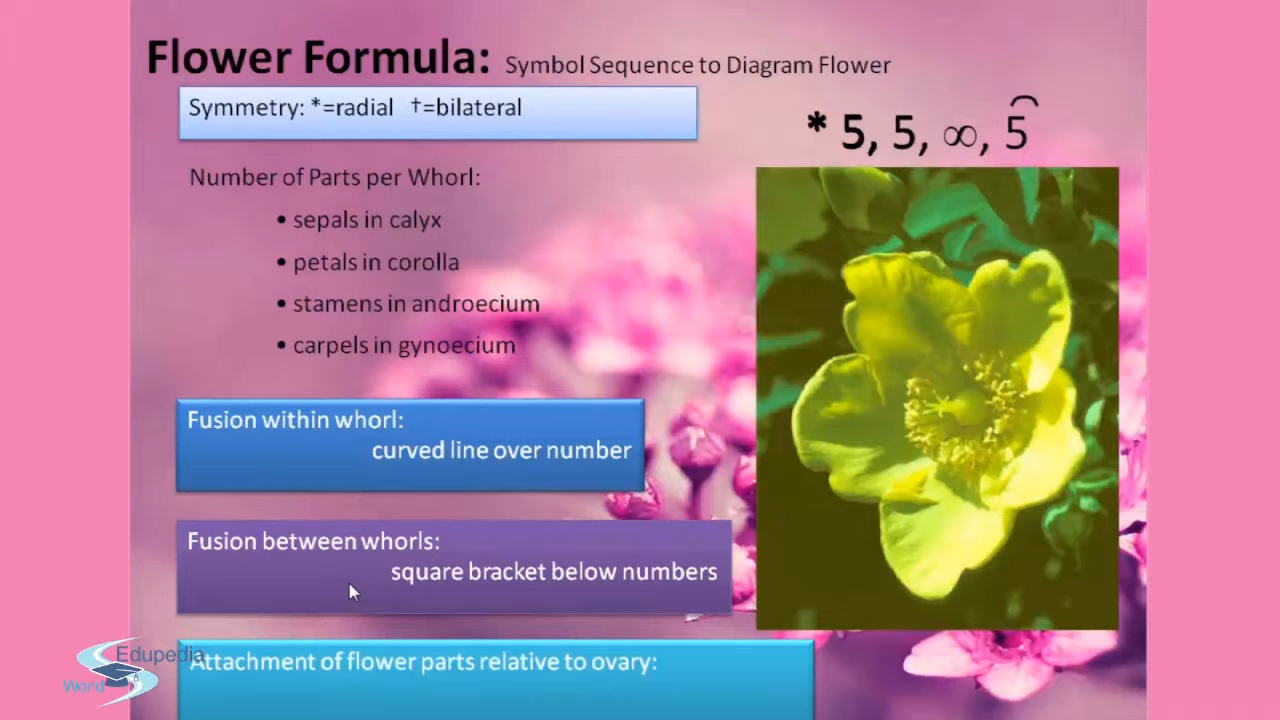 Flower Formula: Symbol Sequence to Diagram Flower
Symmetry: *=radial †=bilateral
* 5, 5, ∞, 5
Number of Parts per Whorl:
• sepals in calyx
• petals in corolla
• stamens in androecium
• carpels in gynoecium
Fusion within whorl:
curved line over number
Fusion between whorls:
square bracket below numbers
Attachment of flower parts relative to ovary:
Edupedia
Word